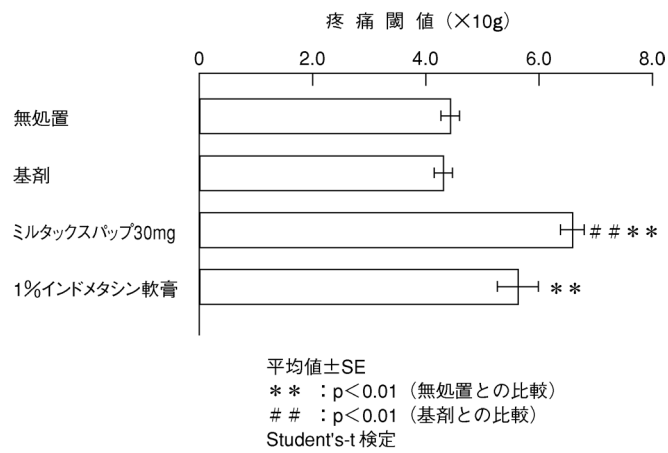 疼痛閾値（×10g）
0 2.0 4.0 6.0 8.0
無処置
基剤
ミルタックスパップ30mg ##**
1%インドメタシン軟膏 **
平均値±SE
** ：p＜0.01（無処置との比較）
## ：p＜0.01（基剤との比較）
Student's-t 検定